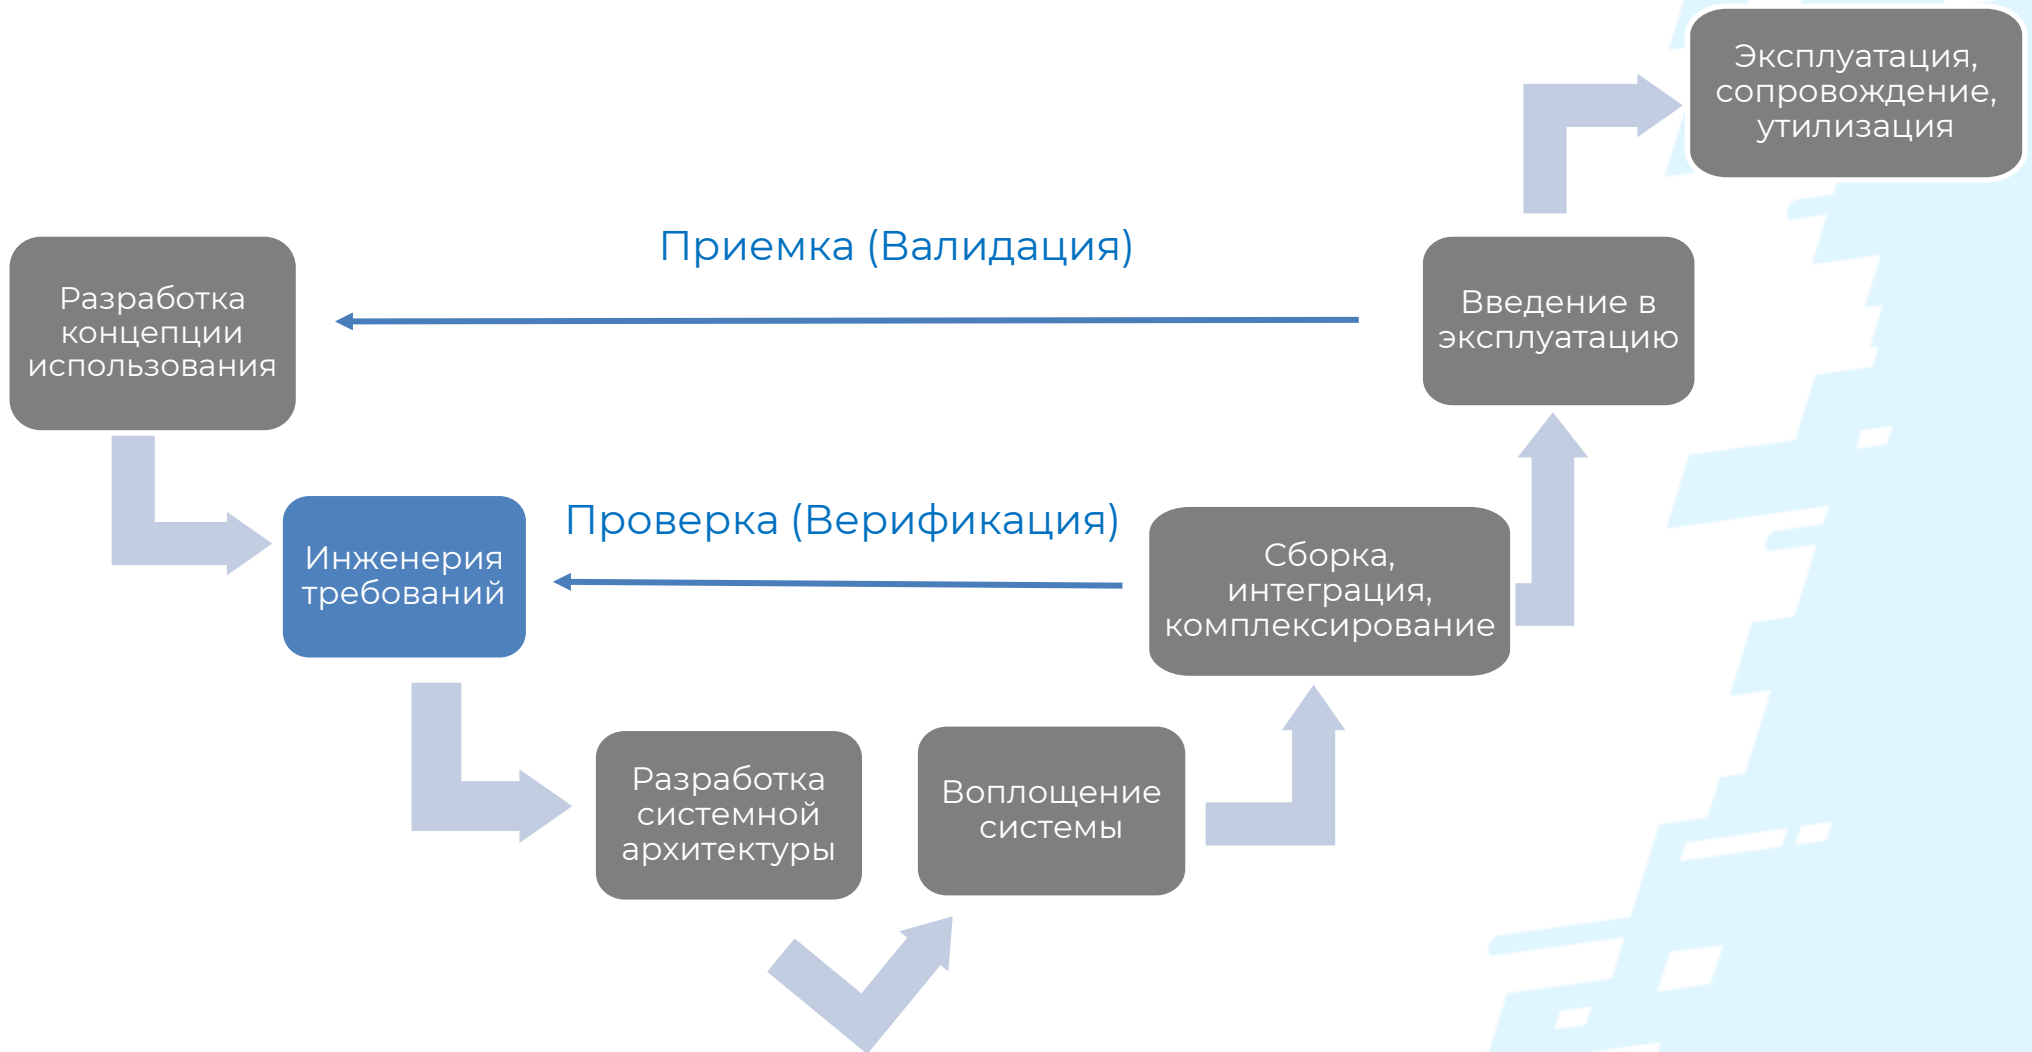 Эксплуатация,
сопровождение,
утилизация
Приемка (Валидация)
Разработка
концепции
использования
Введение в
эксплуатацию
Проверка (Верификация)
Инженерия
требований
Сборка,
интеграция,
комплексирование
Разработка
системной
архитектуры
Воплощение
системы